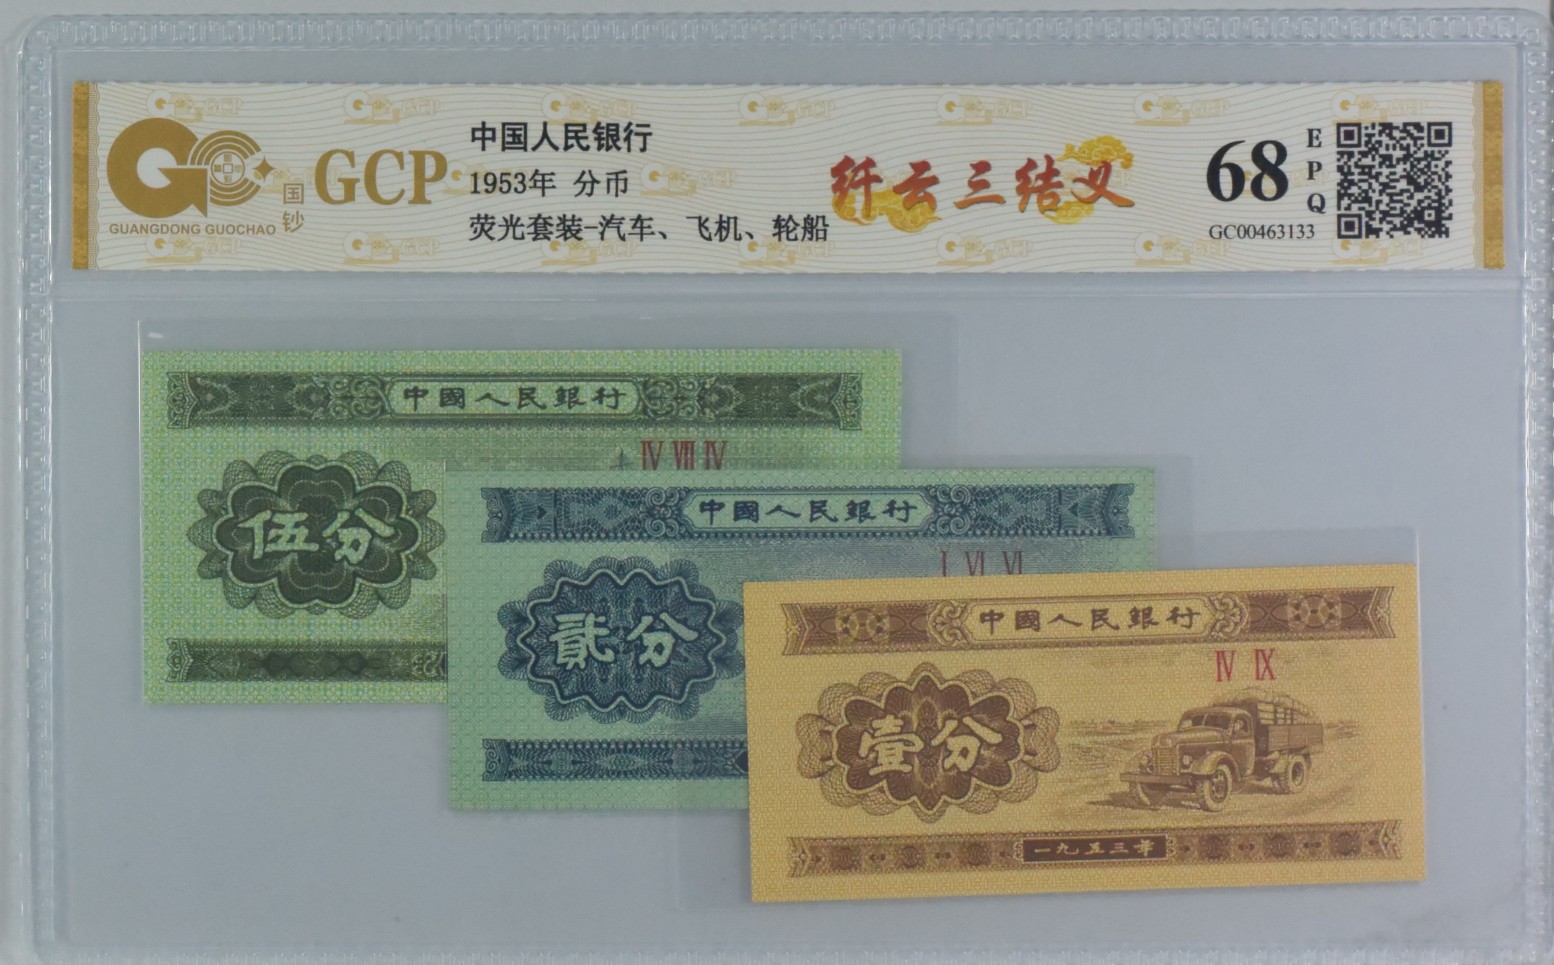 GC
GUANGDONG GUOCHAO
国钞
GCP
中国人民银行
1953年 分币
荧光套装-汽车、飞机、轮船
纤云三结义
68
EPQ
GC00463133
中國人民銀行
Ⅳ Ⅷ Ⅳ
伍分
中國人民銀行
Ⅰ Ⅵ Ⅵ
貳分
中國人民銀行
Ⅳ Ⅸ
壹分
一九五三年